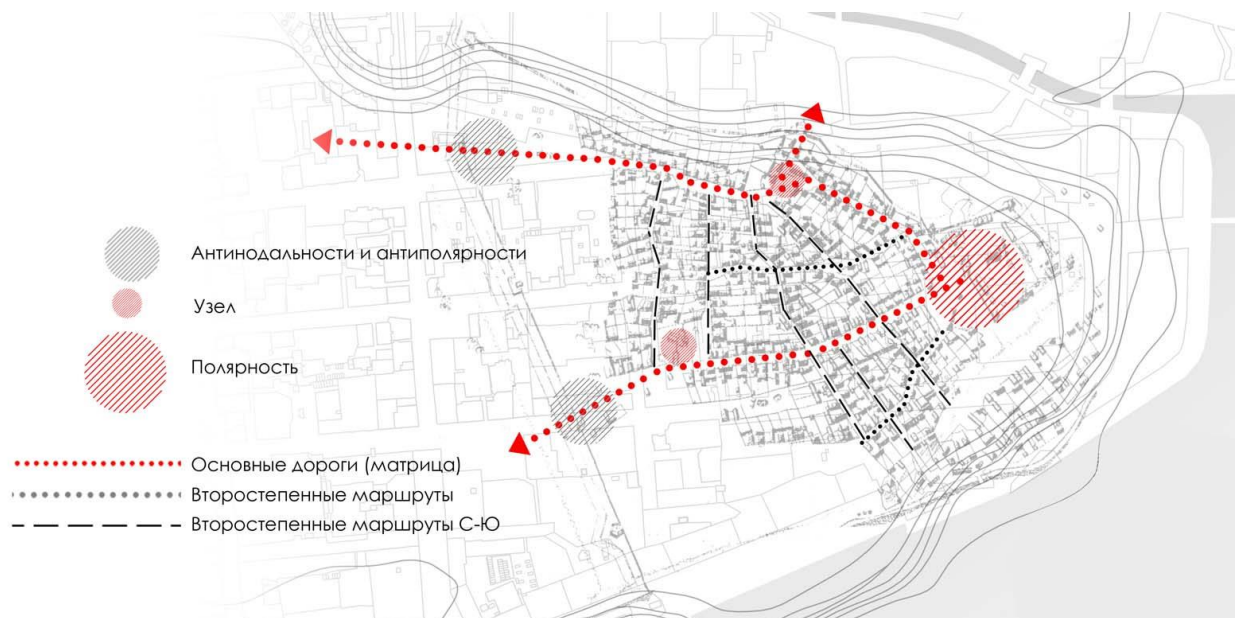 Антинодальности и антиполярности
Узел
Полярность
Основные дороги (матрица)
Второстепенные маршруты
Второстепенные маршруты С-Ю